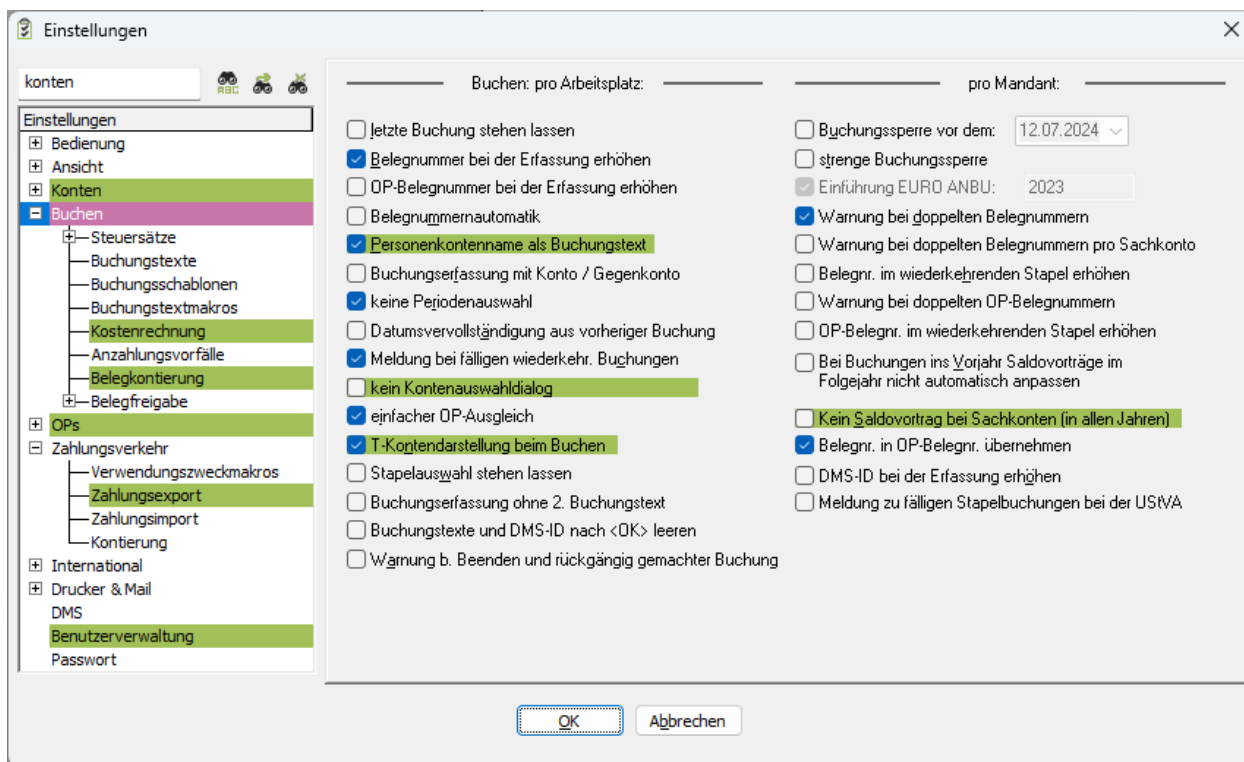 Einstellungen
konten
ABC
Einstellungen
Bedienung
Ansicht
Konten
Buchen
Steuersätze
Buchungstexte
Buchungsschablonen
Buchungstextmakros
Kostenrechnung
Anzahlungsvorfälle
Belegkontierung
Belegfreigabe
OPs
Zahlungsverkehr
Verwendungszweckmakros
Zahlungsexport
Zahlungsimport
Kontierung
International
Drucker & Mail
DMS
Benutzerverwaltung
Passwort
Buchen: pro Arbeitsplatz:
letzte Buchung stehen lassen
Belegnummer bei der Erfassung erhöhen
OP-Belegnummer bei der Erfassung erhöhen
Belegnummernautomatik
Personenkontenname als Buchungstext
Buchungserfassung mit Konto / Gegenkonto
keine Periodenauswahl
Datumsvervollständigung aus vorheriger Buchung
Meldung bei fälligen wiederkehr. Buchungen
kein Kontenauswahldialog
einfacher OP-Ausgleich
T-Kontendarstellung beim Buchen
Stapelauswahl stehen lassen
Buchungserfassung ohne 2. Buchungstext
Buchungstexte und DMS-ID nach <OK> leeren
Warnung b. Beenden und rückgängig gemachter Buchung
pro Mandant:
Buchungssperre vor dem: 12.07.2024
strenge Buchungssperre
Einführung EURO ANBU: 2023
Warnung bei doppelten Belegnummern
Warnung bei doppelten Belegnummern pro Sachkonto
Belegnr. im wiederkehrenden Stapel erhöhen
Warnung bei doppelten OP-Belegnummern
OP-Belegnr. im wiederkehrenden Stapel erhöhen
Bei Buchungen ins Vorjahr Saldovorträge im
Folgejahr nicht automatisch anpassen
Kein Saldovortrag bei Sachkonten (in allen Jahren)
Belegnr. in OP-Belegnr. übernehmen
DMS-ID bei der Erfassung erhöhen
Meldung zu fälligen Stapelbuchungen bei der UStVA
OK
Abbrechen